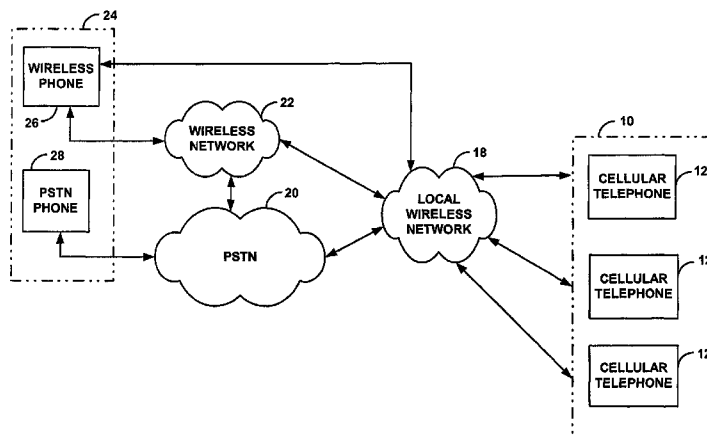 24
WIRELESS
PHONE
26
22
WIRELESS
NETWORK
28
PSTN
PHONE
20
PSTN
18
LOCAL
WIRELESS
NETWORK
10
CELLULAR
TELEPHONE
12
CELLULAR
TELEPHONE
CELLULAR
TELEPHONE
12